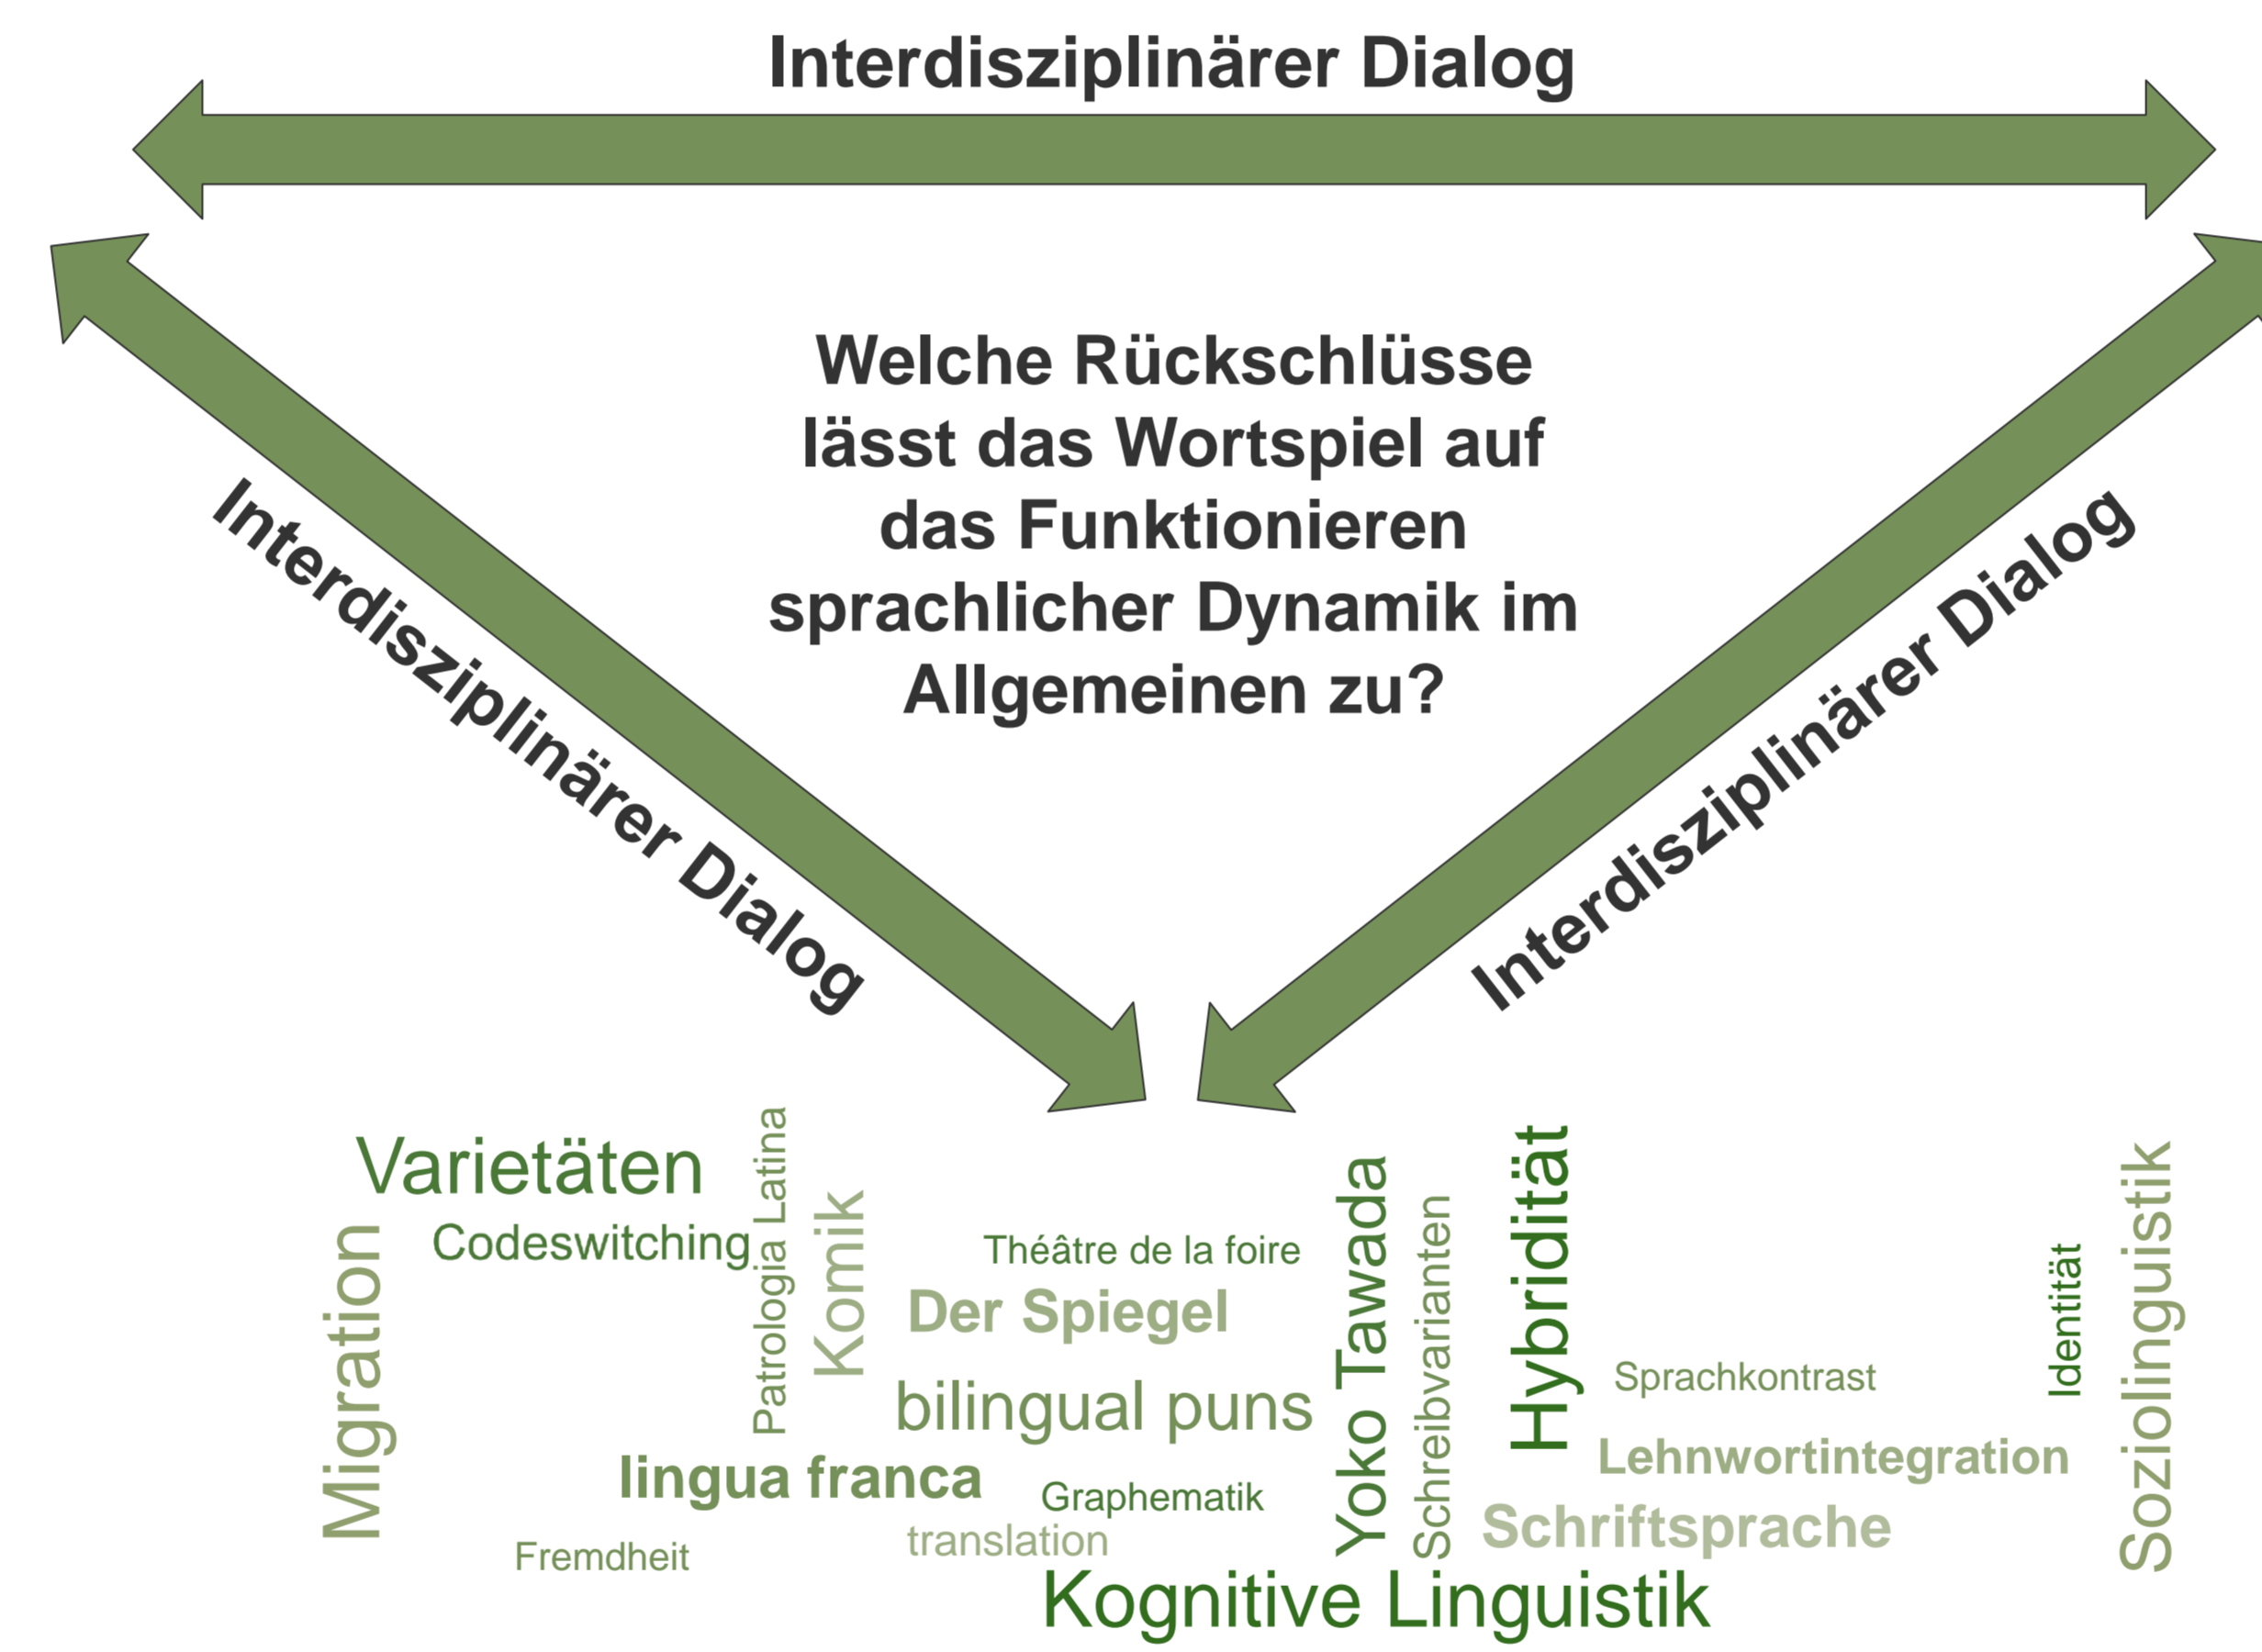 Interdisziplinärer Dialog
Welche Rückschlüsse
lässt das Wortspiel auf
das Funktionieren
sprachlicher Dynamik im
Allgemeinen zu?
Interdisziplinärer Dialog
Interdisziplinärer Dialog
Varietäten
Codeswitching
Migration
Patrologia Latina
Komik
Théâtre de la foire
Der Spiegel
bilingual puns
lingua franca
Graphematik
translation
Fremdheit
Yoko Tawada
Schreibvarianten
Hybridität
Sprachkontrast
Lehnwortintegration
Schriftsprache
Identität
Soziolinguistik
Kognitive Linguistik